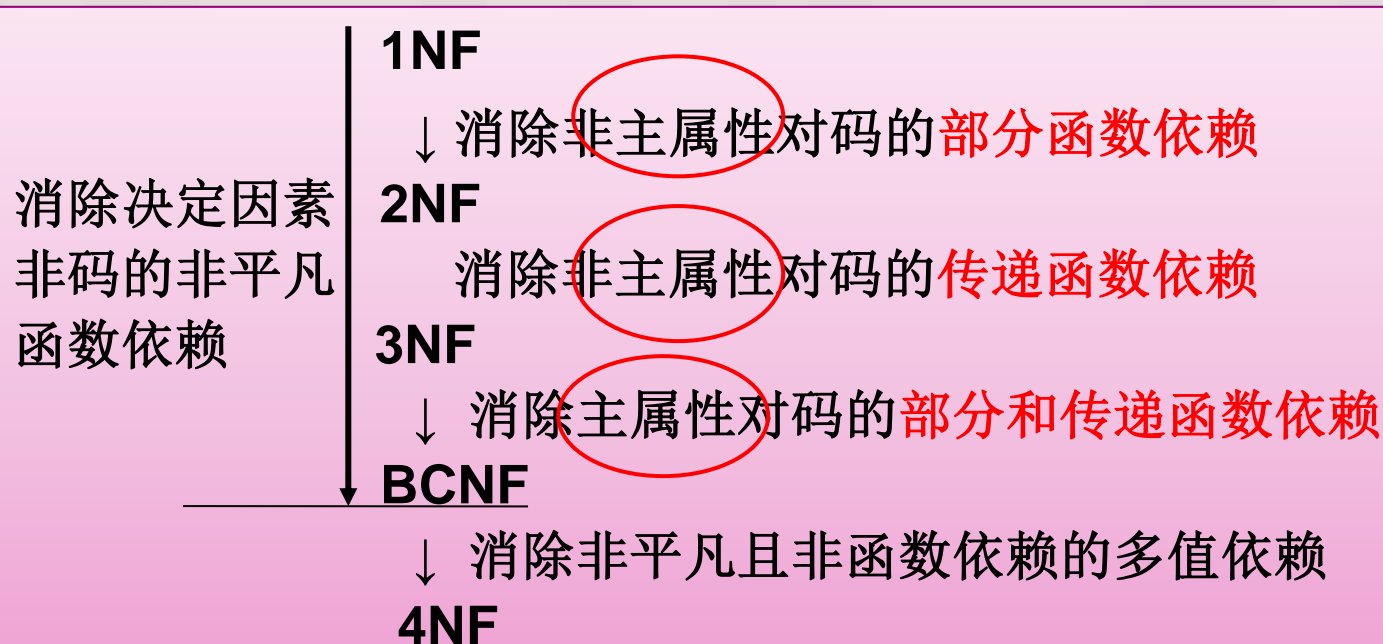 1NF
↓ 消除非主属性对码的部分函数依赖
消除决定因素
2NF
非码的非平凡
消除非主属性对码的传递函数依赖
函数依赖
3NF
↓ 消除主属性对码的部分和传递函数依赖
BCNF
↓ 消除非平凡且非函数依赖的多值依赖
4NF